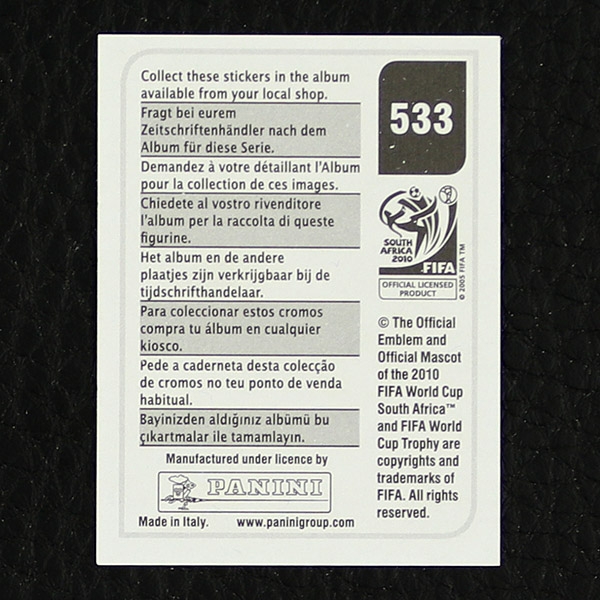 Collect these stickers in the album
available from your local shop.
Fragt bei eurem
Zeitschriftenhändler nach dem
Album für diese Serie.
Demandez à votre détaillant l'Album
pour la collection de ces images.
Chiedete al vostro rivenditore
l'album per la raccolta di queste
figurine.
Het album en de andere
plaatjes zijn verkrijgbaar bij de
tijdschrifthandelaar.
Para coleccionar estos cromos
compra tu álbum en cualquier
kiosco.
Pede a caderneta desta colecção
de cromos no teu ponto de venda
habitual.
Bayinizden aldığınız albümü bu
çıkartmalar ile tamamlayın.
Manufactured under licence by
PANINI
Made in Italy. www.paninigroup.com
533
SOUTH
AFRICA
2010
FIFA
© 2005 FIFA TM
OFFICIAL LICENSED
PRODUCT
© The Official
Emblem and
Official Mascot
of the 2010
FIFA World Cup
South Africa™
and FIFA World
Cup Trophy are
copyrights and
trademarks of
FIFA. All rights
reserved.